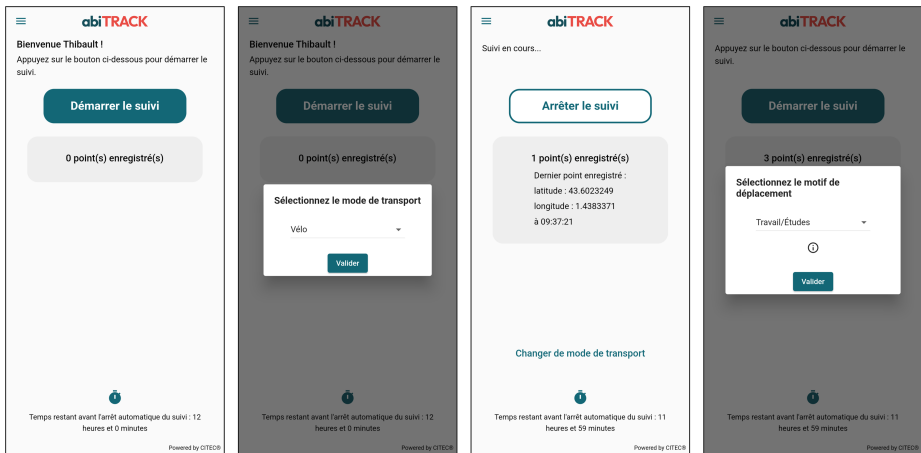 abiTRACK
Bienvenue Thibault !
Appuyez sur le bouton ci-dessous pour démarrer le
suivi.
Démarrer le suivi
0 point(s) enregistré(s)
Temps restant avant l'arrêt automatique du suivi : 12
heures et 0 minutes
Powered by CITEC®
abiTRACK
Bienvenue Thibault !
Appuyez sur le bouton ci-dessous pour démarrer le
suivi.
Démarrer le suivi
0 point(s) enregistré(s)
Sélectionnez le mode de transport
Vélo
Valider
Temps restant avant l'arrêt automatique du suivi : 12
heures et 0 minutes
Powered by CITEC®
abiTRACK
Suivi en cours...
Arrêter le suivi
1 point(s) enregistré(s)
Dernier point enregistré :
latitude : 43.6023249
longitude : 1.4383371
à 09:37:21
Changer de mode de transport
Temps restant avant l'arrêt automatique du suivi : 11
heures et 59 minutes
Powered by CITEC®
abiTRACK
Appuyez sur le bouton ci-dessous pour démarrer le
suivi.
Démarrer le suivi
3 point(s) enregistré(s)
Sélectionnez le motif de
déplacement
Travail/Études
Valider
Temps restant avant l'arrêt automatique du suivi : 11
heures et 59 minutes
Powered by CITEC®